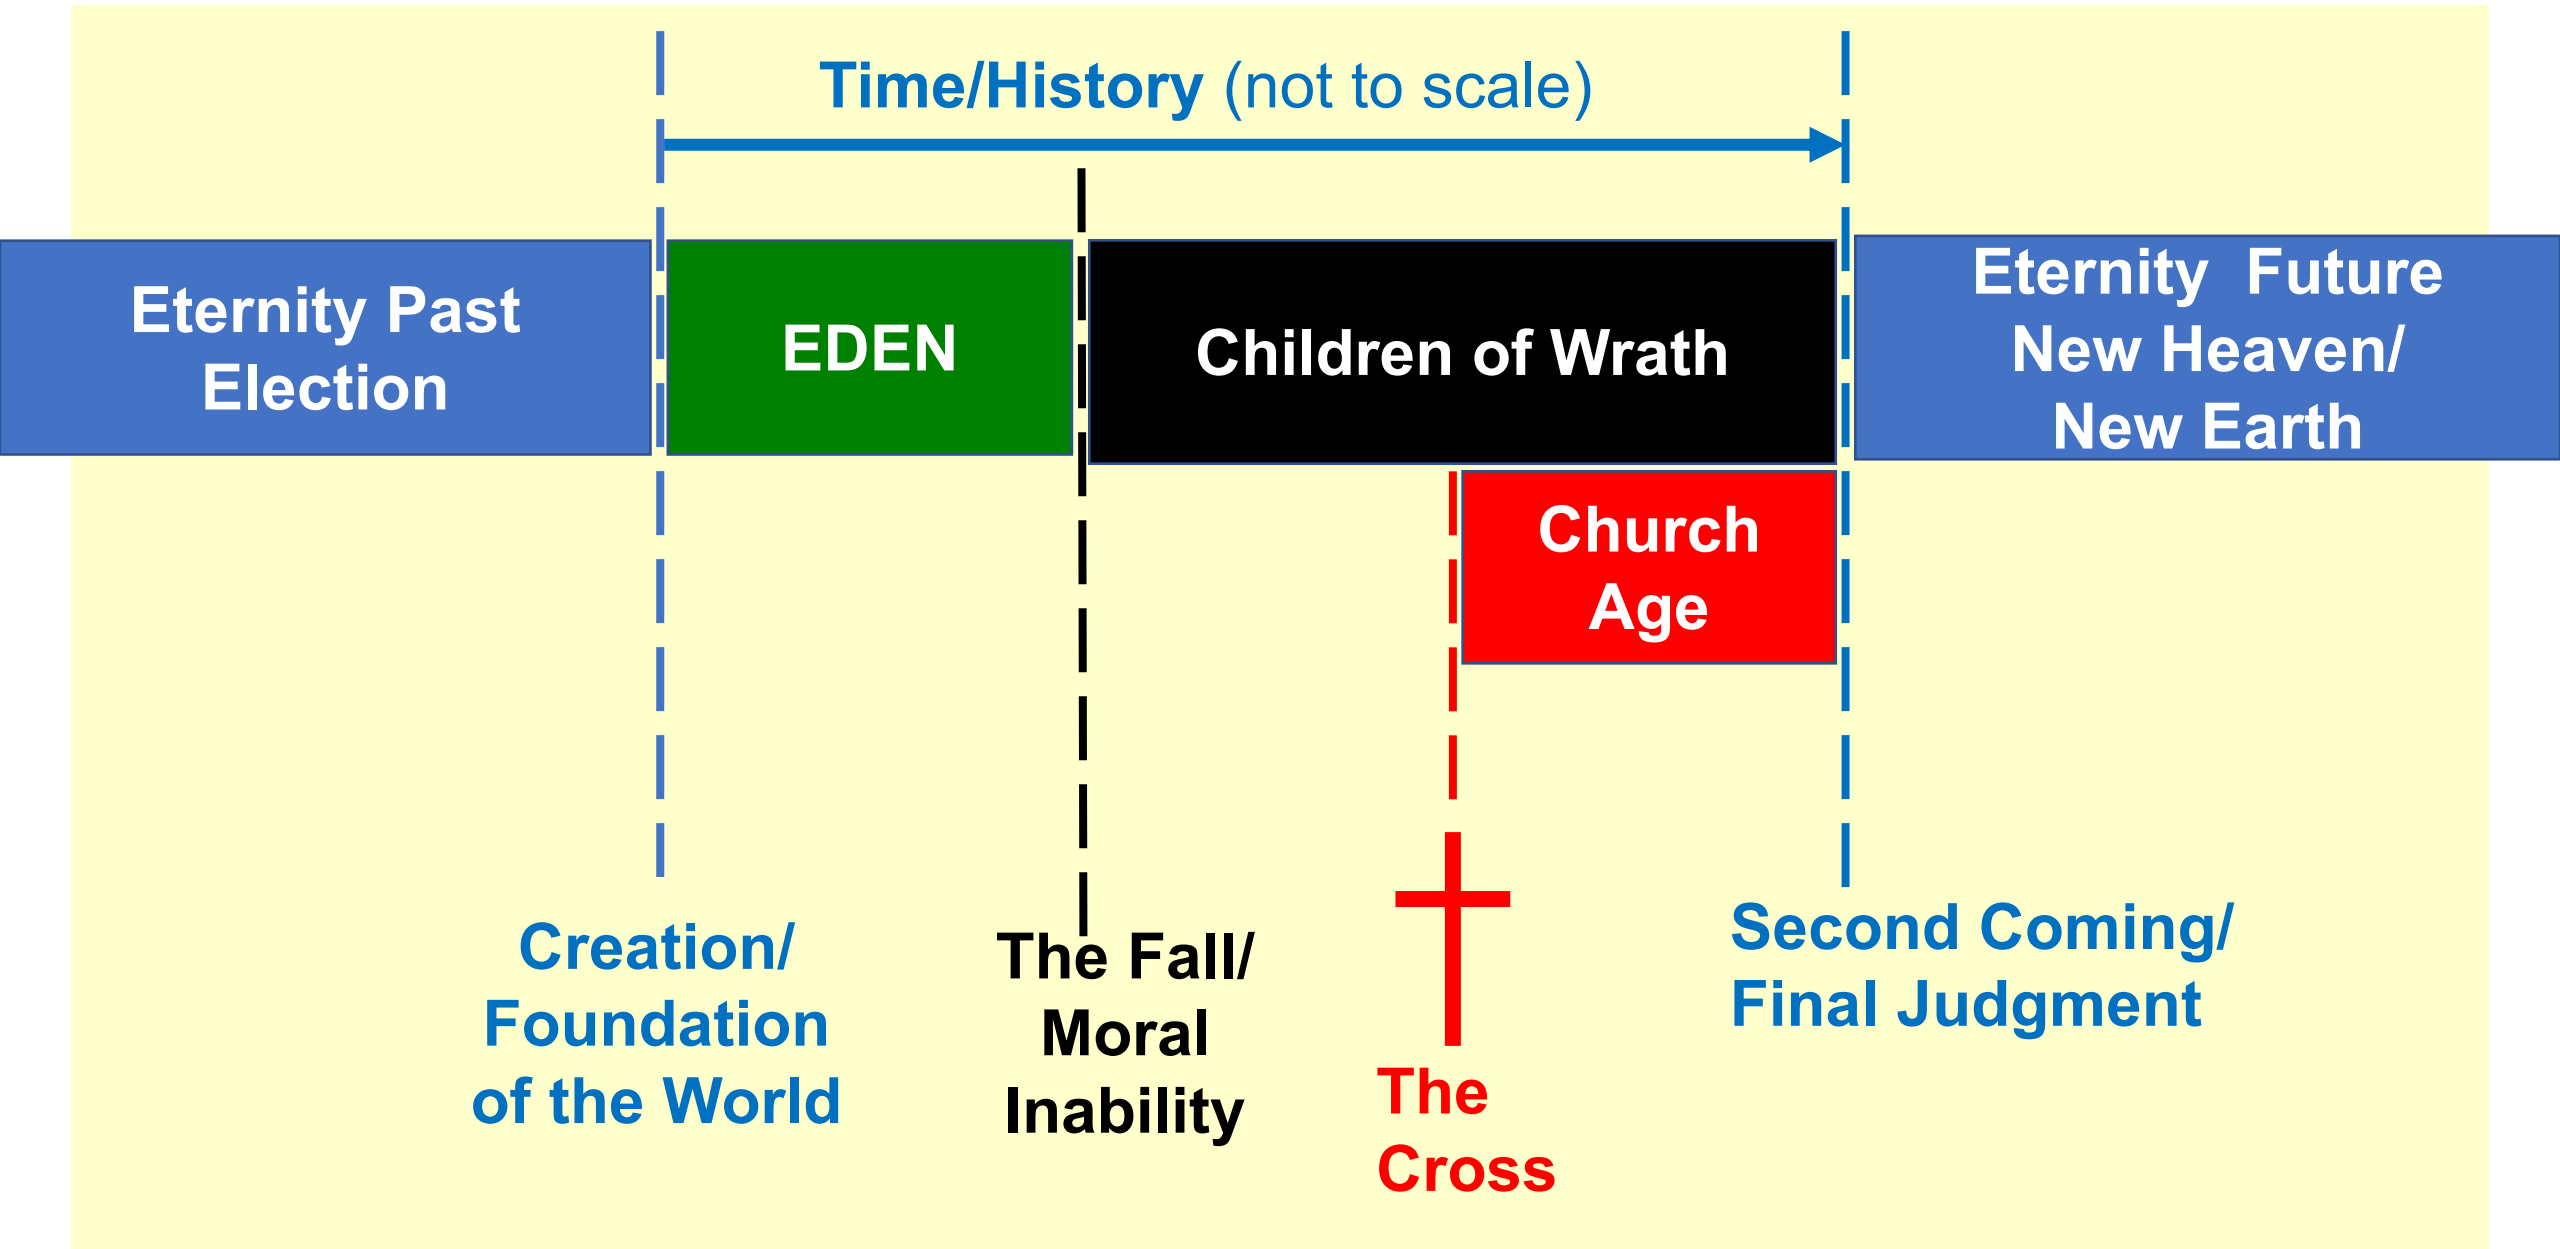 Time/History (not to scale)
Eternity Past
Election
EDEN
Children of Wrath
Eternity  Future
New Heaven/
New Earth
Church
Age
Creation/
Foundation
of the World
The Fall/
Moral
Inability
The
Cross
Second Coming/
Final Judgment